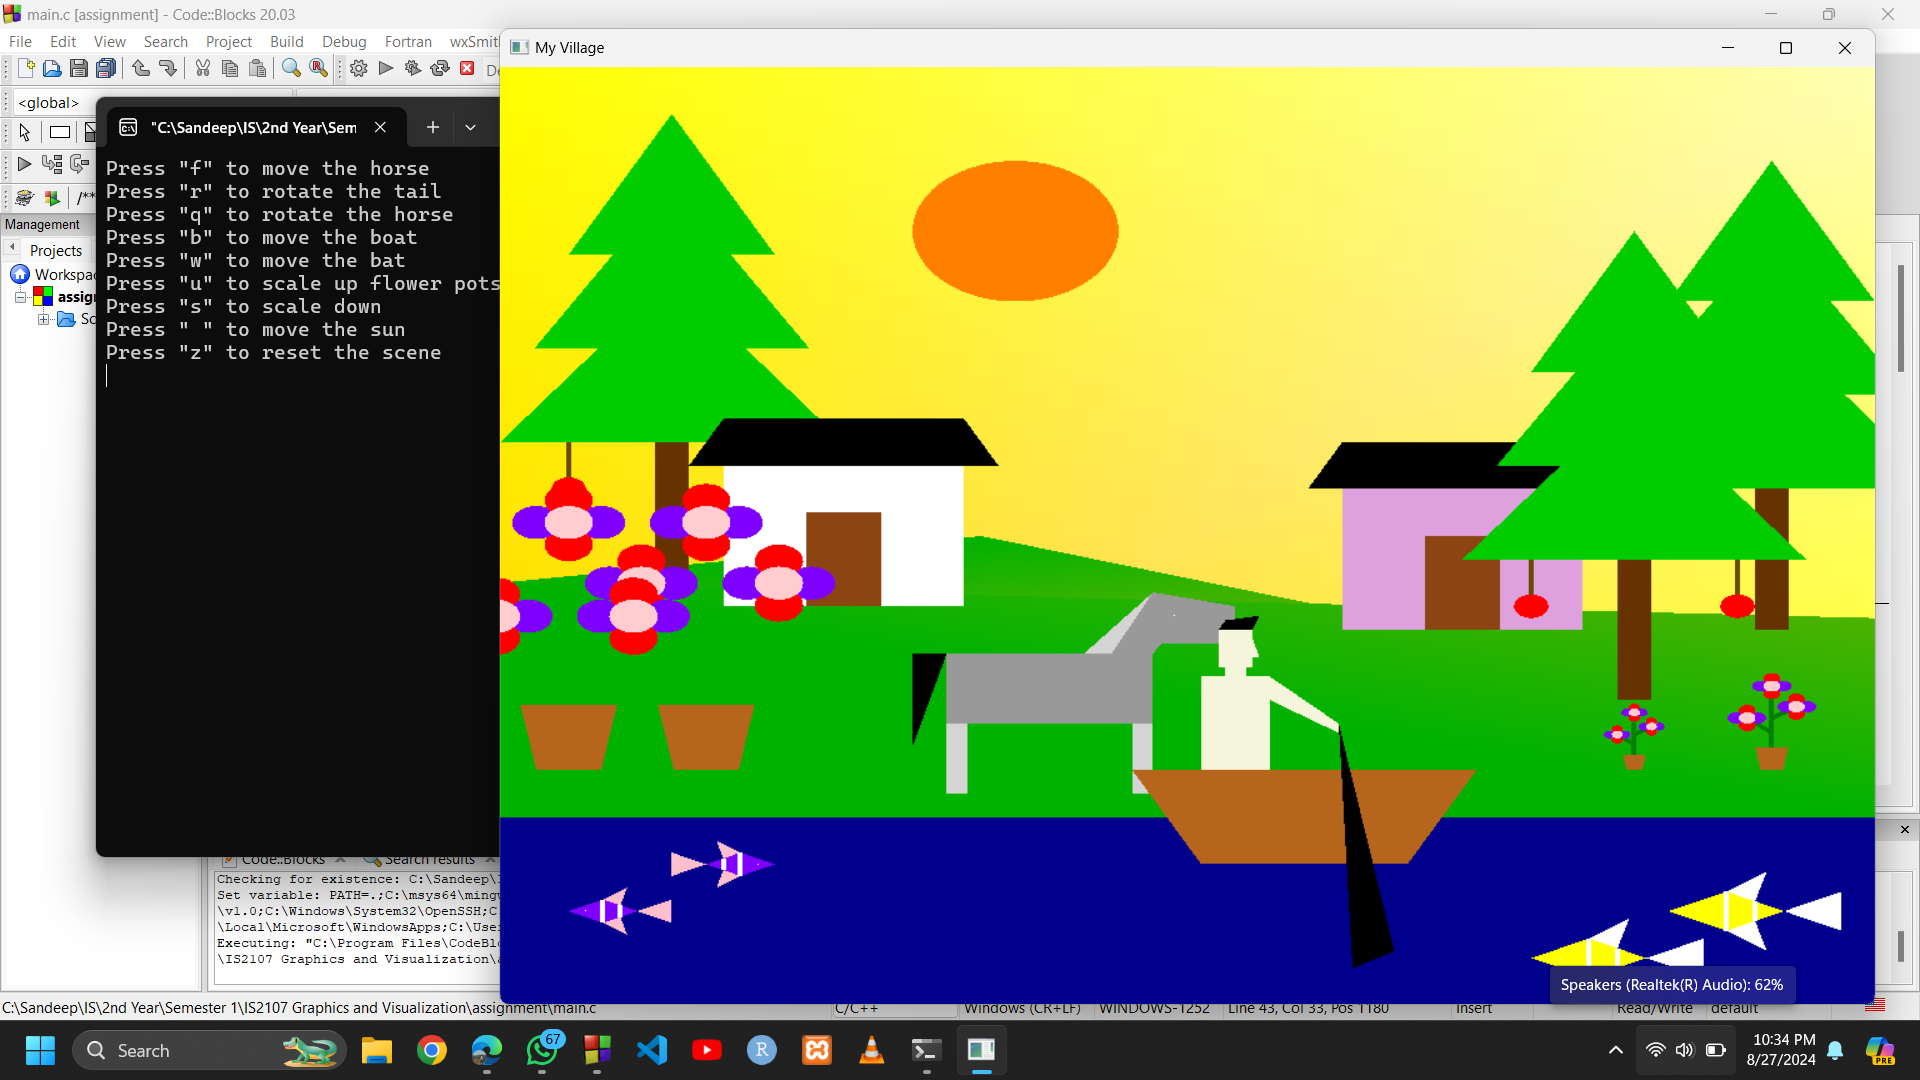 main.c [assignment] - Code::Blocks 20.03
File Edit View Search Project Build Debug Fortran
My Village
<global>
"C:\Sandeep\IS\2nd Year\Sem
/**
Management
Projects
Press "f" to move the horse
Press "r" to rotate the tail
Press "q" to rotate the horse
Press "b" to move the boat
Press "w" to move the bat
Press "u" to scale up flower pots
Press "s" to scale down
Press " " to move the sun
Press "z" to reset the scene
Code::Blocks
Search results
Checking for existence: C:\Sandeep\
Set variable: PATH=.;C:\msys64\ming
\v1.0;C:\Windows\System32\OpenSSH;C
\Local\Microsoft\WindowsApps;C:\Use
Executing: "C:\Program Files\CodeBl
\IS2107 Graphics and Visualization\
Speakers (Realtek(R) Audio): 62%
C:\Sandeep\IS\2nd Year\Semester 1\IS2107 Graphics and Visualization\assignment\main.c
C/C++
Windows (CR+LF)
WINDOWS-1252
Line 43, Col 33, Pos 1180
Insert
Read/Write
default
Search
67
R
10:34 PM
8/27/2024
PRE